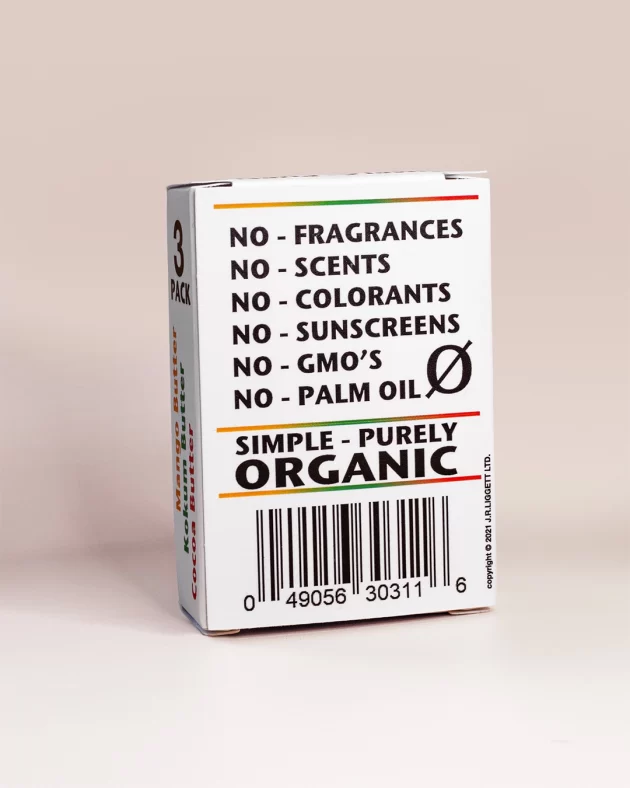 3
PACK
Mango Butter
Kokum Butter
Cocoa Butter
NO - FRAGRANCES
NO - SCENTS
NO - COLORANTS
NO - SUNSCREENS
NO - GMO'S
NO - PALM OIL Ø
SIMPLE - PURELY
ORGANIC
0 49056 30311 6
copyright © 2021 J.R.LIGGETT LTD.